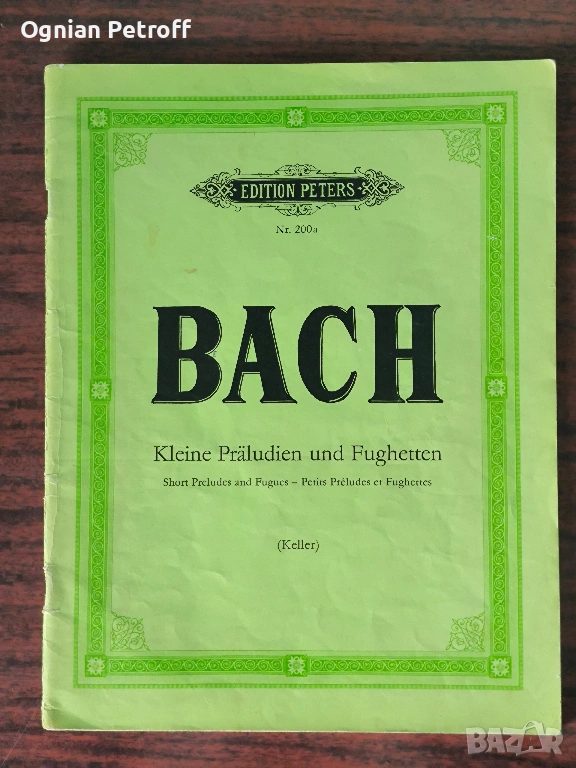 Ognian Petroff
EDITION PETERS
Nr. 200a
BACH
Kleine Präludien und Fughetten
Short Preludes and Fugues – Petits Préludes et Fughettes
(Keller)
BAZAR